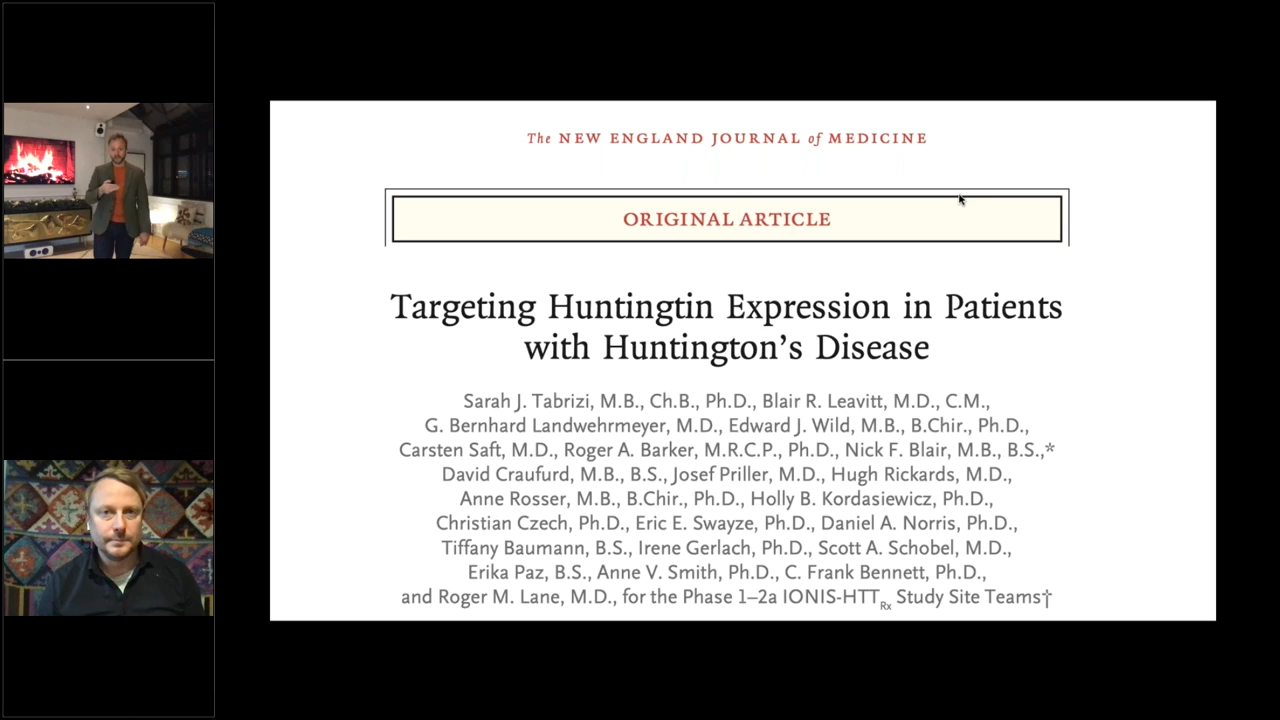 The NEW ENGLAND JOURNAL of MEDICINE
ORIGINAL ARTICLE
Targeting Huntingtin Expression in Patients
with Huntington’s Disease
Sarah J. Tabrizi, M.B., Ch.B., Ph.D., Blair R. Leavitt, M.D., C.M.,
G. Bernhard Landwehrmeyer, M.D., Edward J. Wild, M.B., B.Chir., Ph.D.,
Carsten Saft, M.D., Roger A. Barker, M.R.C.P., Ph.D., Nick F. Blair, M.B., B.S.,*
David Craufurd, M.B., B.S., Josef Priller, M.D., Hugh Rickards, M.D.,
Anne Rosser, M.B., B.Chir., Ph.D., Holly B. Kordasiewicz, Ph.D.,
Christian Czech, Ph.D., Eric E. Swayze, Ph.D., Daniel A. Norris, Ph.D.,
Tiffany Baumann, B.S., Irene Gerlach, Ph.D., Scott A. Schobel, M.D.,
Erika Paz, B.S., Anne V. Smith, Ph.D., C. Frank Bennett, Ph.D.,
and Roger M. Lane, M.D., for the Phase 1–2a IONIS-HTTRx Study Site Teams†